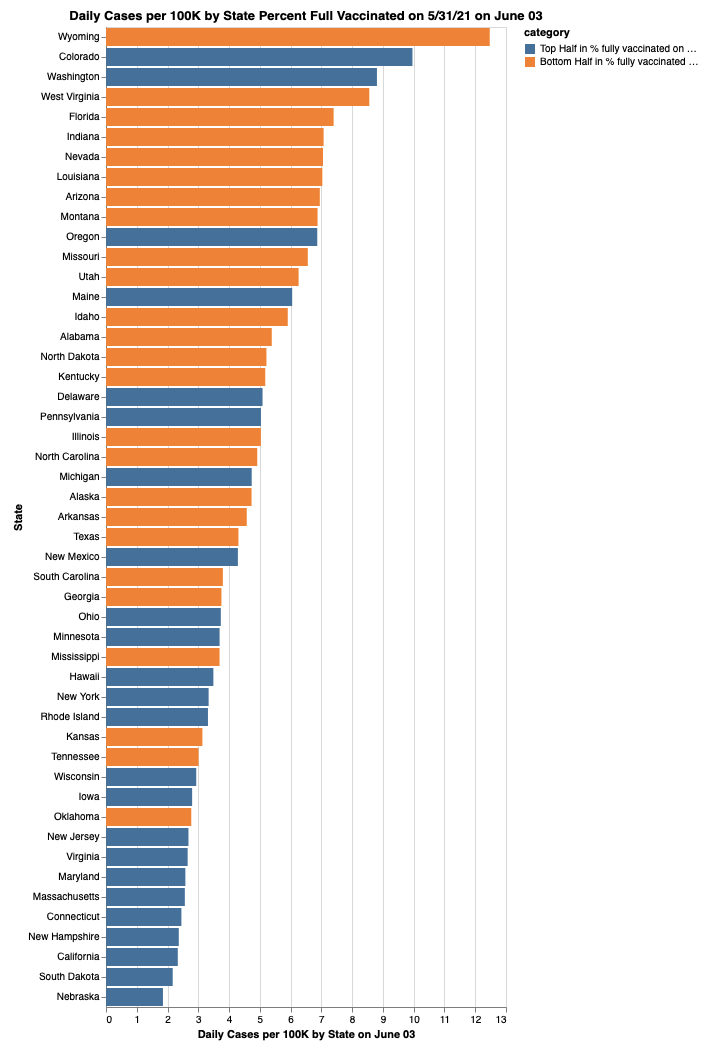 Daily Cases per 100K by State Percent Full Vaccinated on 5/31/21 on June 03
category
Top Half in % fully vaccinated on …
Bottom Half in % fully vaccinated …
State
Wyoming
Colorado
Washington
West Virginia
Florida
Indiana
Nevada
Louisiana
Arizona
Montana
Oregon
Missouri
Utah
Maine
Idaho
Alabama
North Dakota
Kentucky
Delaware
Pennsylvania
Illinois
North Carolina
Michigan
Alaska
Arkansas
Texas
New Mexico
South Carolina
Georgia
Ohio
Minnesota
Mississippi
Hawaii
New York
Rhode Island
Kansas
Tennessee
Wisconsin
Iowa
Oklahoma
New Jersey
Virginia
Maryland
Massachusetts
Connecticut
New Hampshire
California
South Dakota
Nebraska
0 1 2 3 4 5 6 7 8 9 10 11 12 13
Daily Cases per 100K by State on June 03